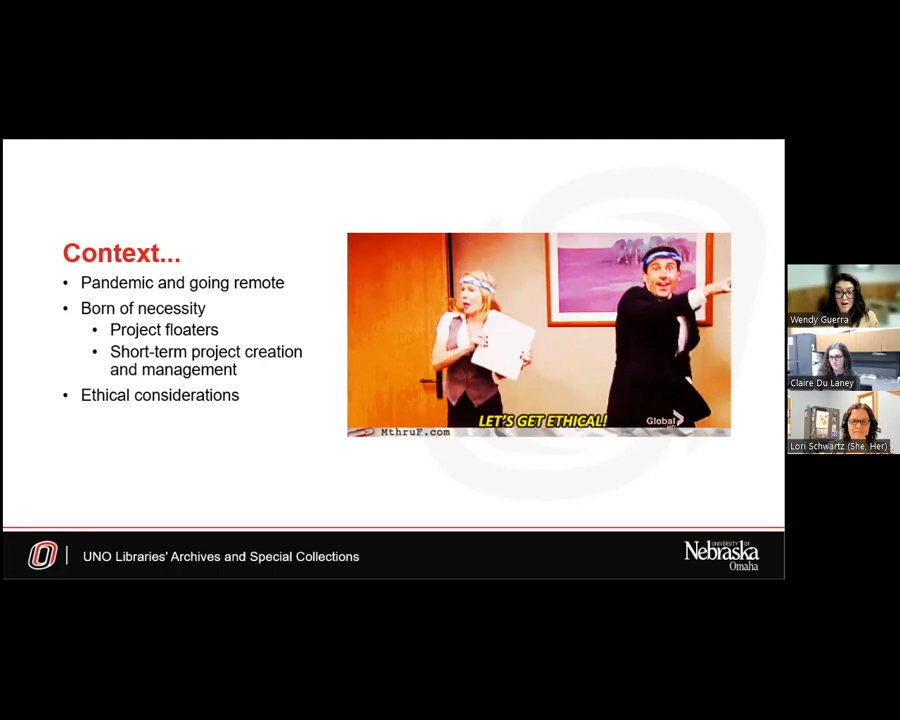 Context...
• Pandemic and going remote
• Born of necessity
• Project floaters
• Short-term project creation
and management
• Ethical considerations
LET'S GET ETHICAL!
Global
MthruF.com
Wendy Guerra
Claire Du Laney
Lori Schwartz (She, Her)
UNO Libraries' Archives and Special Collections
UNIVERSITY OF
Nebraska
Omaha